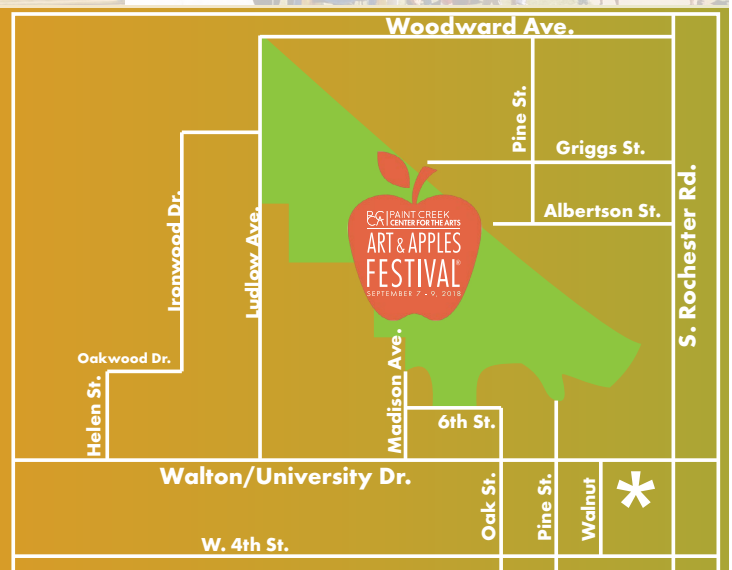 Woodward Ave.
Pine St.
Griggs St.
Albertson St.
S. Rochester Rd.
Ironwood Dr.
Ludlow Ave.
PCCA PAINT CREEK
CENTER FOR THE ARTS
ART & APPLES
FESTIVAL®
SEPTEMBER 7 - 9, 2018
Oakwood Dr.
Helen St.
Madison Ave.
6th St.
Walton/University Dr.
Oak St.
Pine St.
Walnut
*
W. 4th St.